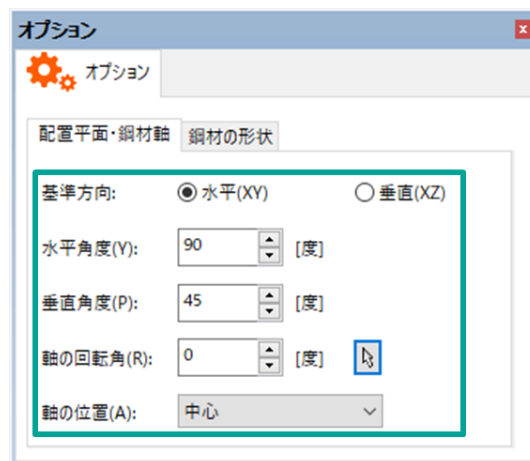 オプション
オプション
配置平面・鋼材軸 鋼材の形状
基準方向: 水平(XY) 垂直(XZ)
水平角度(Y): 90 [度]
垂直角度(P): 45 [度]
軸の回転角(R): 0 [度]
軸の位置(A): 中心